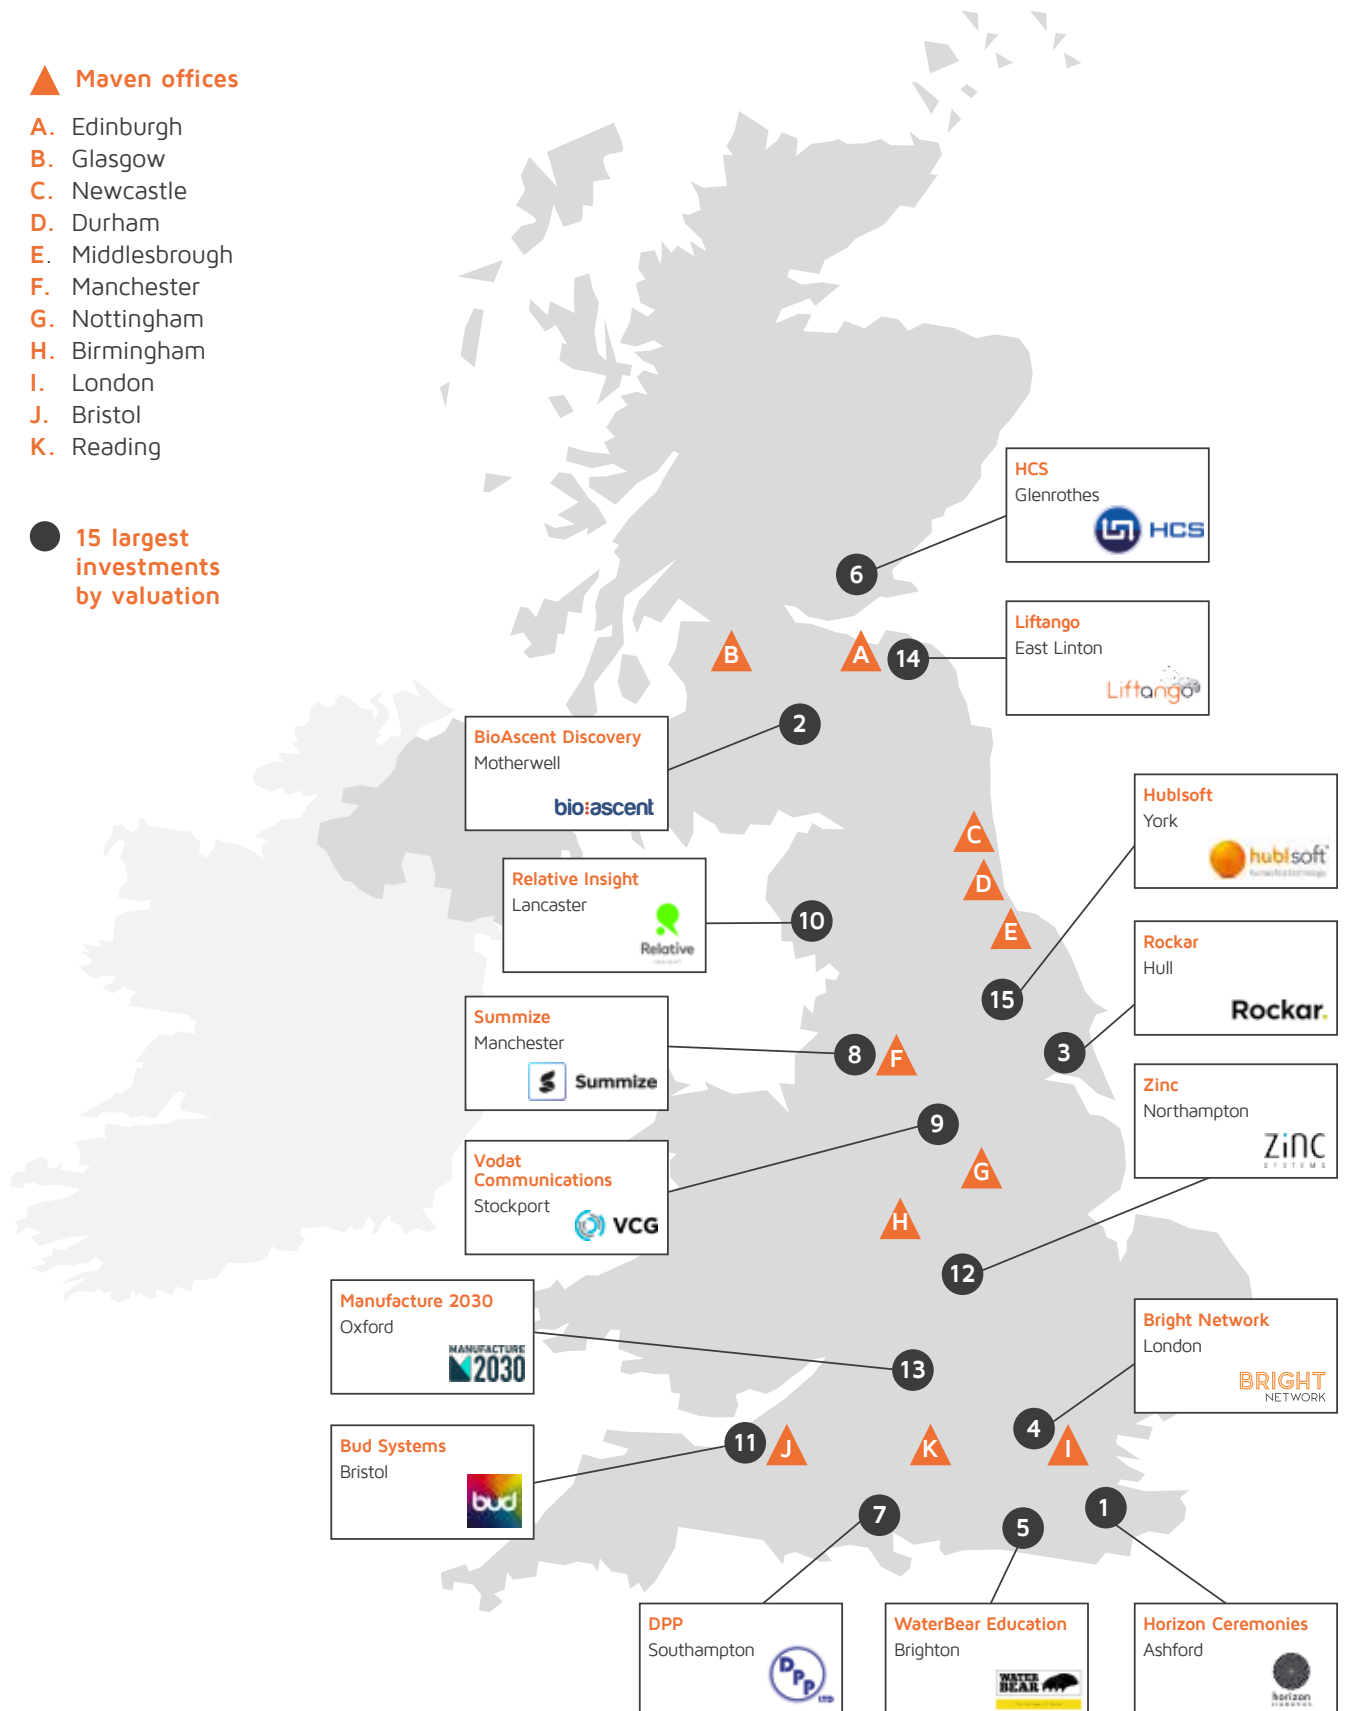 Maven offices
A. Edinburgh
B. Glasgow
C. Newcastle
D. Durham
E. Middlesbrough
F. Manchester
G. Nottingham
H. Birmingham
I. London
J. Bristol
K. Reading
15 largest
investments
by valuation
HCS
Glenrothes
HCS
6
Liftango
East Linton
Liftango
B
A
14
BioAscent Discovery
Motherwell
bio:ascent
2
Hublsoft
York
hublsoft
C
D
E
Relative Insight
Lancaster
Relative
INSIGHT
10
Rockar
Hull
Rockar.
15
3
Summize
Manchester
Summize
8
F
Zinc
Northampton
ZINC
SYSTEMS
9
Vodat
Communications
Stockport
VCG
G
H
12
Manufacture 2030
Oxford
MANUFACTURE
2030
13
Bright Network
London
BRIGHT
NETWORK
4
I
Bud Systems
Bristol
bud
11
J
K
7
5
1
DPP
Southampton
DPP
LTD
WaterBear Education
Brighton
WATER
BEAR
Horizon Ceremonies
Ashford
horizon